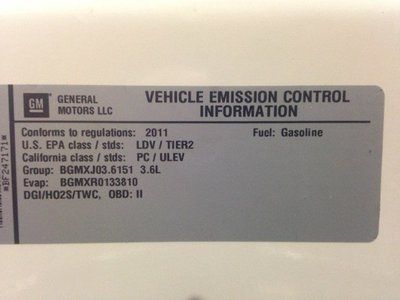 GM
GENERAL MOTORS LLC
VEHICLE EMISSION CONTROL INFORMATION
Conforms to regulations: 2011 Fuel: Gasoline
U.S. EPA class / stds: LDV / TIER2
California class / stds: PC / ULEV
Group: BGMXJ03.6151 3.6L
Evap: BGMXR0133810
DGI/HO2S/TWC, OBD: II
*BF247171*